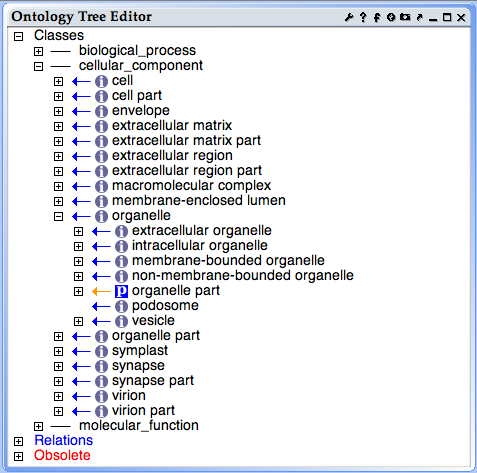 Ontology Tree Editor
Classes
biological_process
cellular_component
i cell
i cell part
i envelope
i extracellular matrix
i extracellular matrix part
i extracellular region
i extracellular region part
i macromolecular complex
i membrane-enclosed lumen
i organelle
i extracellular organelle
i intracellular organelle
i membrane-bounded organelle
i non-membrane-bounded organelle
p organelle part
i podosome
i vesicle
i organelle part
i symplast
i synapse
i synapse part
i virion
i virion part
molecular_function
Relations
Obsolete